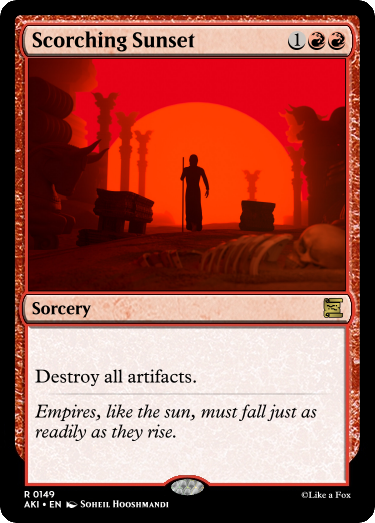 Scorching Sunset 1
Sorcery
Destroy all artifacts.
Empires, like the sun, must fall just as
readily as they rise.
R 0149
AKI • EN Soheil Hooshmandi
©Like a Fox